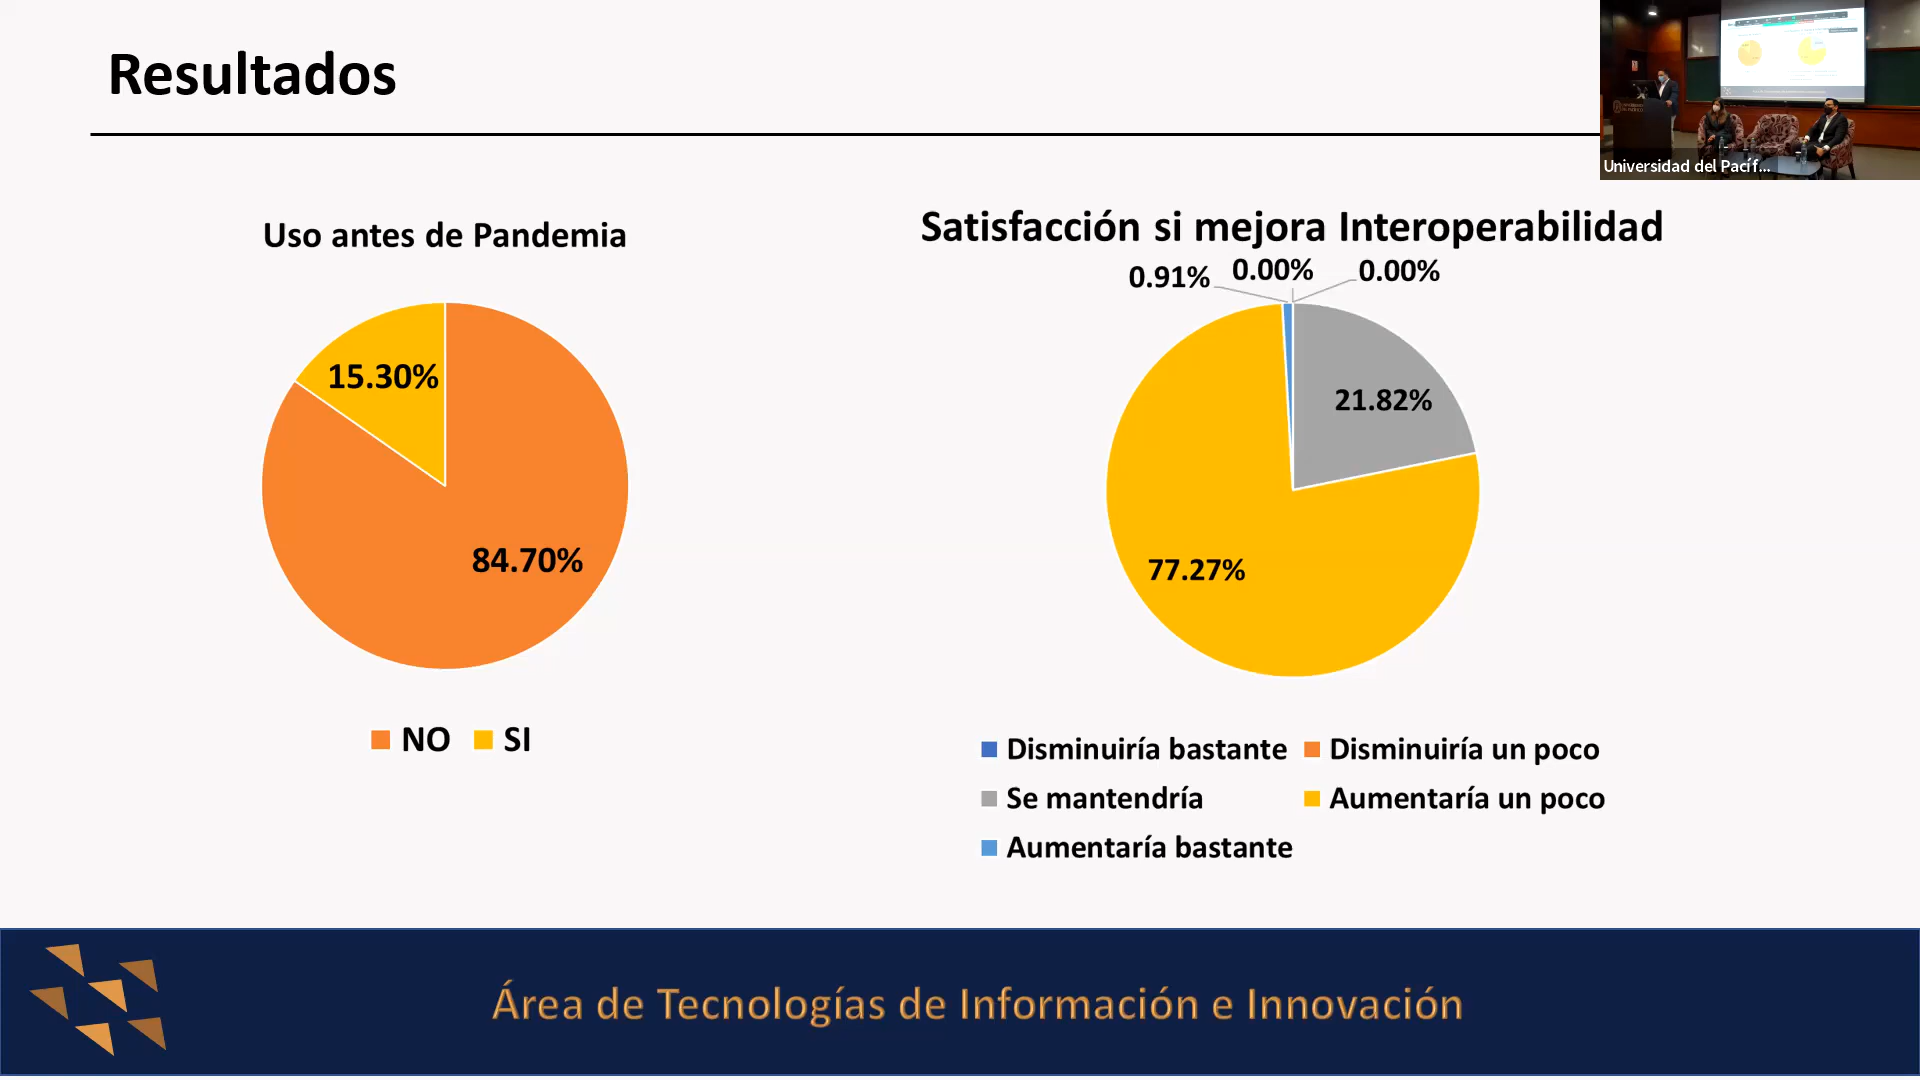 Resultados
Universidad del Pacíf...
Uso antes de Pandemia
15.30%
84.70%
NO SI
Satisfacción si mejora Interoperabilidad
0.91% 0.00% 0.00%
21.82%
77.27%
Disminuiría bastante Disminuiría un poco
Se mantendría Aumentaría un poco
Aumentaría bastante
Área de Tecnologías de Información e Innovación